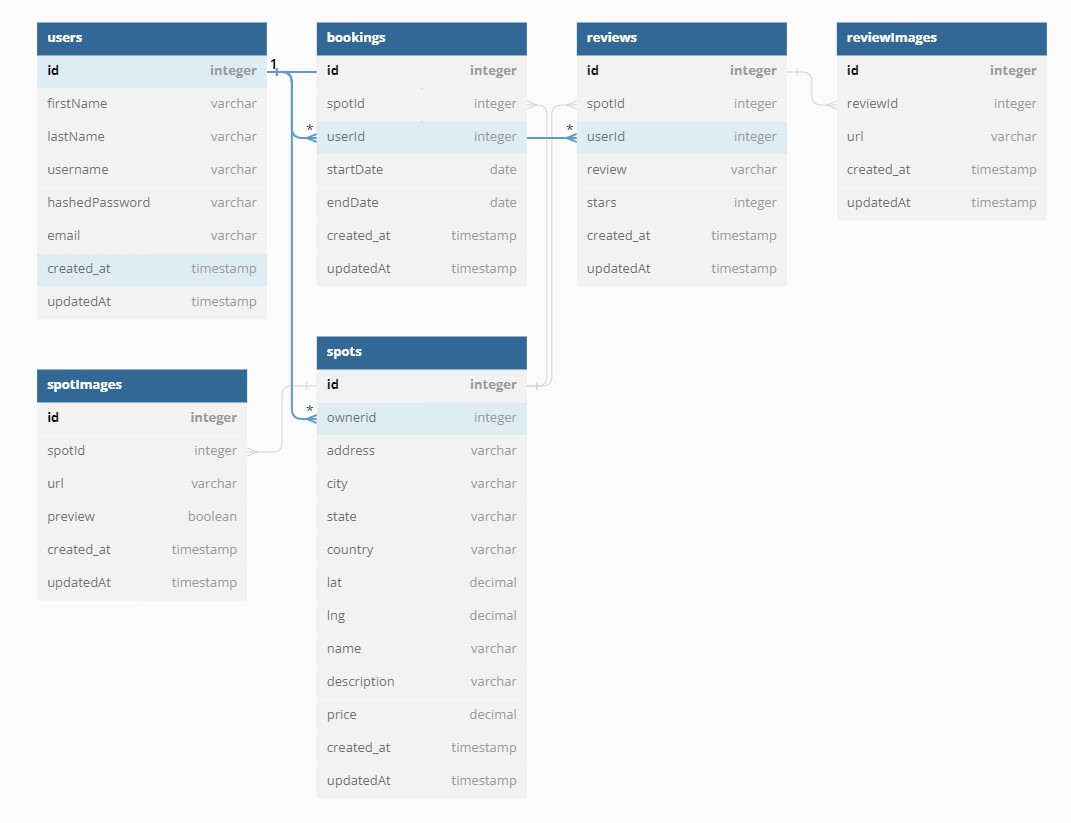 users
id integer
firstName varchar
lastName varchar
username varchar
hashedPassword varchar
email varchar
created_at timestamp
updatedAt timestamp
1
*
*
*
bookings
id integer
spotId integer
userId integer
startDate date
endDate date
created_at timestamp
updatedAt timestamp
reviews
id integer
spotId integer
userId integer
review varchar
stars integer
created_at timestamp
updatedAt timestamp
reviewImages
id integer
reviewId integer
url varchar
created_at timestamp
updatedAt timestamp
spotImages
id integer
spotId integer
url varchar
preview boolean
created_at timestamp
updatedAt timestamp
spots
id integer
ownerid integer
address varchar
city varchar
state varchar
country varchar
lat decimal
lng decimal
name varchar
description varchar
price decimal
created_at timestamp
updatedAt timestamp